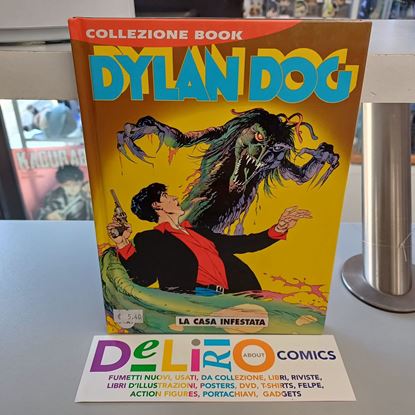 COLLEZIONE BOOK
DYLAN DOG
LA CASA INFESTATA
€ 5,40
DeLiRiO ABOUT COMICS
FUMETTI NUOVI, USATI, DA COLLEZIONE, LIBRI, RIVISTE,
LIBRI D'ILLUSTRAZIONI, POSTERS, DVD, T-SHIRTS, FELPE,
ACTION FIGURES, PORTACHIAVI, GADGETS